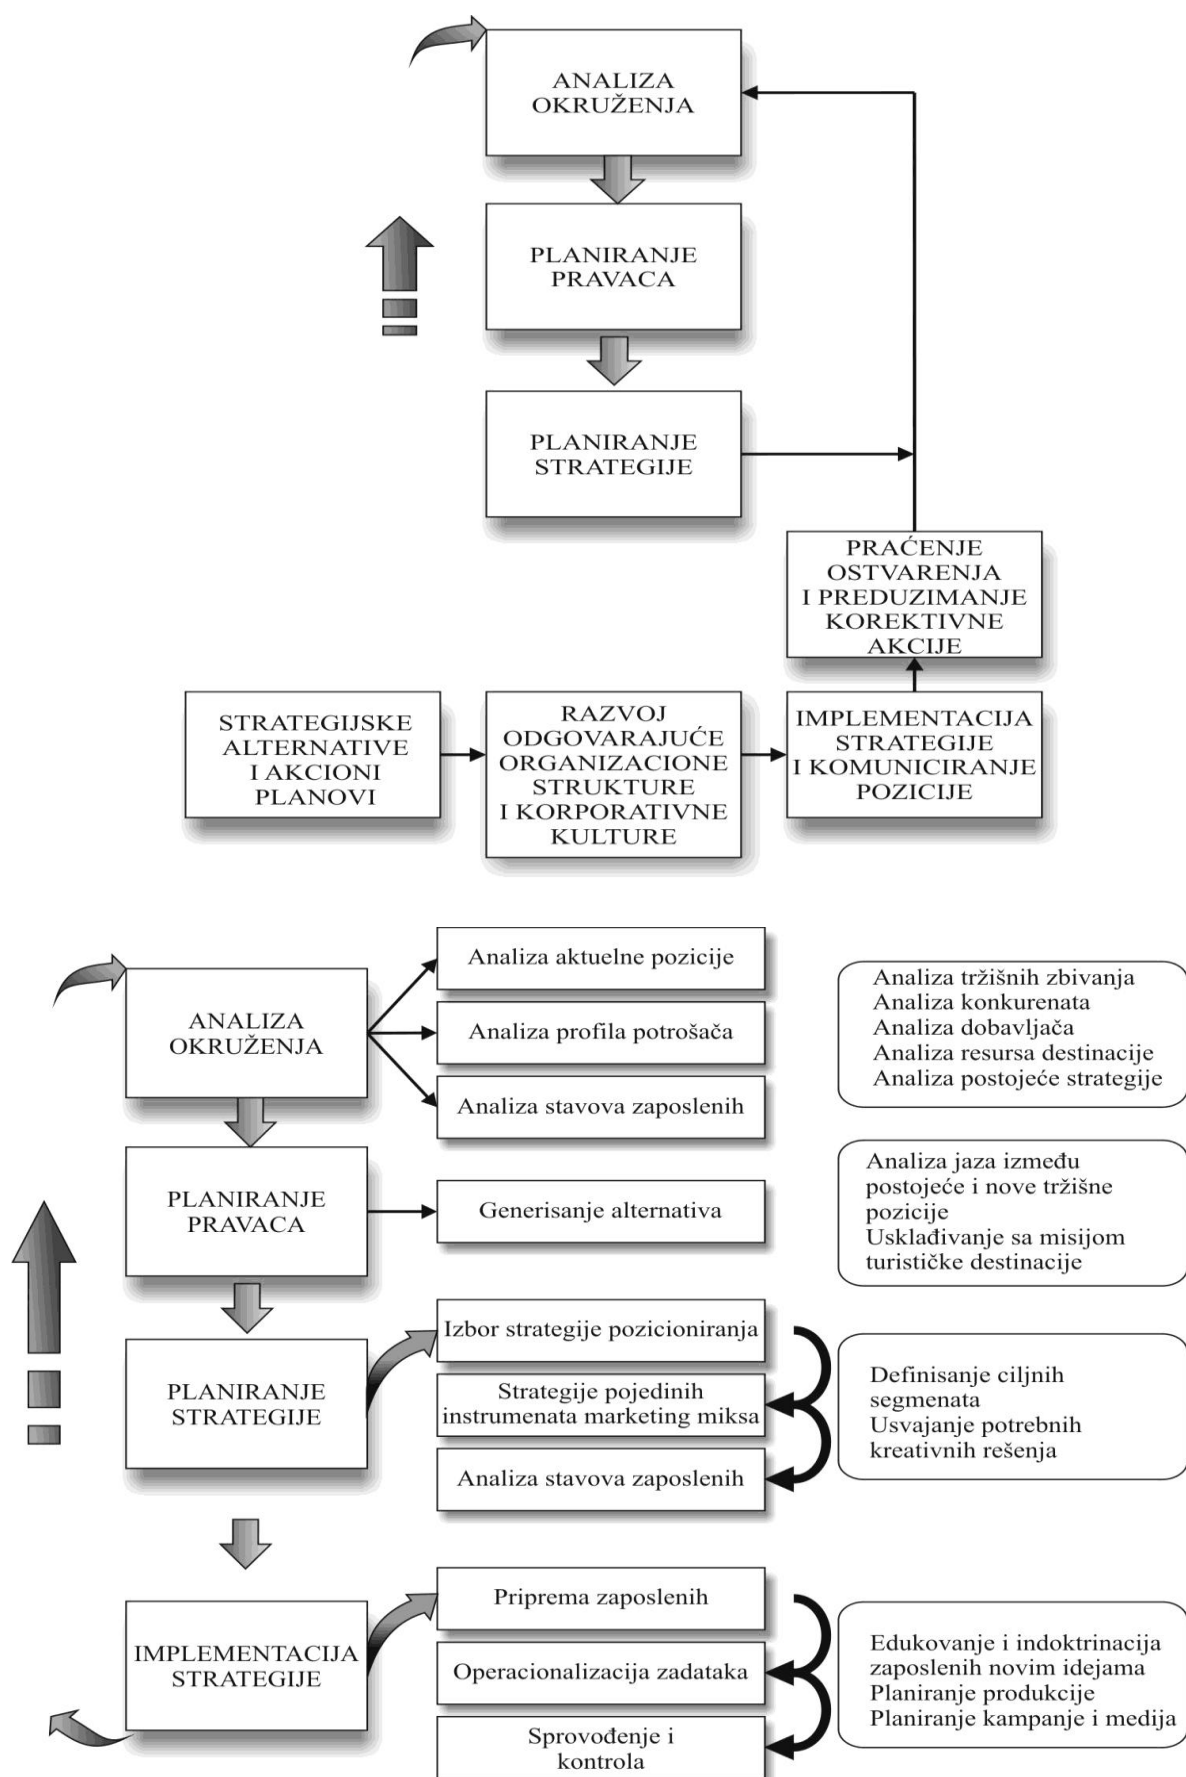 ANALIZA
OKRUŽENJA
PLANIRANJE
PRAVACA
PLANIRANJE
STRATEGIJE
PRAĆENJE
OSTVARENJA
I PREDUZIMANJE
KOREKTIVNE
AKCIJE
STRATEGIJSKE
ALTERNATIVE
I AKCIONI
PLANOVI
RAZVOJ
ODGOVARAJUĆE
ORGANIZACIONE
STRUKTURE
I KORPORATIVNE
KULTURE
IMPLEMENTACIJA
STRATEGIJE
I KOMUNICIRANJE
POZICIJE
ANALIZA
OKRUŽENJA
Analiza aktuelne pozicije
Analiza profila potrošača
Analiza stavova zaposlenih
Analiza tržišnih zbivanja
Analiza konkurenata
Analiza dobavljača
Analiza resursa destinacije
Analiza postojeće strategije
PLANIRANJE
PRAVACA
Generisanje alternativa
Analiza jaza između
postojeće i nove tržišne
pozicije
Usklađivanje sa misijom
turističke destinacije
PLANIRANJE
STRATEGIJE
Izbor strategije pozicioniranja
Strategije pojedinih
instrumenata marketing miksa
Analiza stavova zaposlenih
Definisanje ciljnih
segmenata
Usvajanje potrebnih
kreativnih rešenja
IMPLEMENTACIJA
STRATEGIJE
Priprema zaposlenih
Operacionalizacija zadataka
Sprovođenje i
kontrola
Edukovanje i indoktrinacija
zaposlenih novim idejama
Planiranje produkcije
Planiranje kampanje i medija